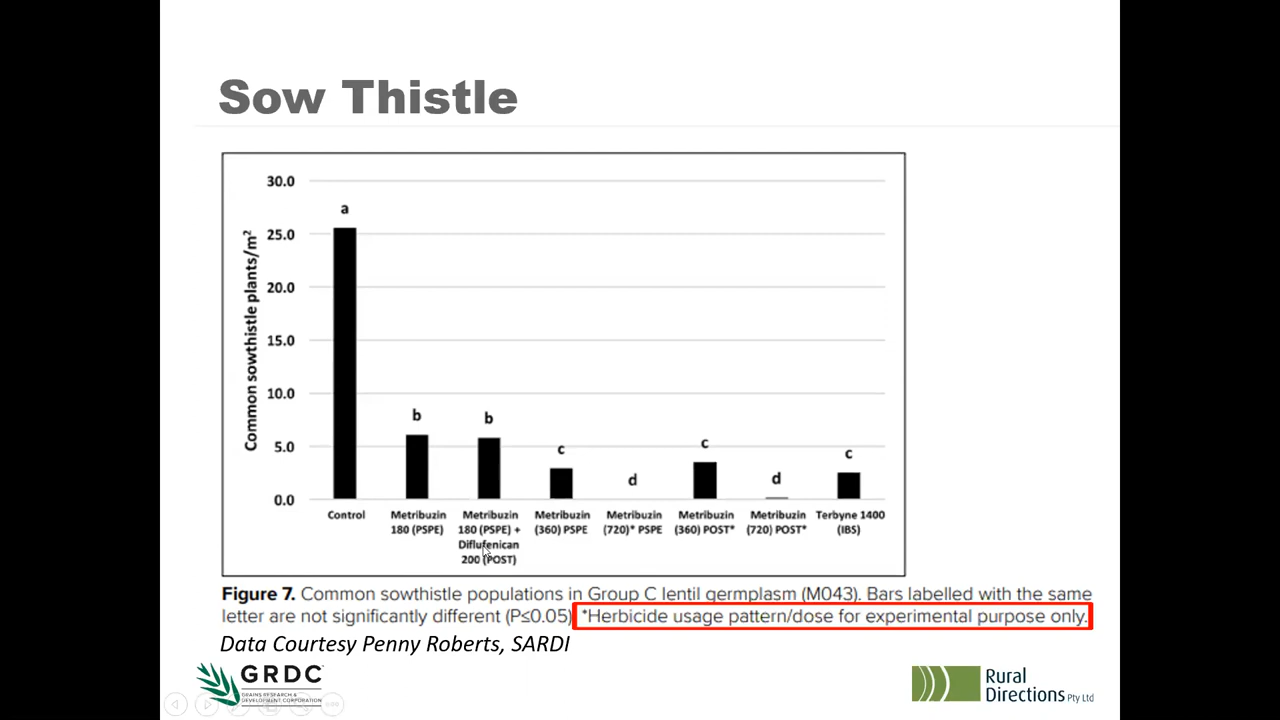 Sow Thistle
30.0
25.0
20.0
15.0
10.0
5.0
0.0
Common sowthistle plants/m²
a
b
b
c
d
c
d
c
Control
Metribuzin
180 (PSPE)
Metribuzin
180 (PSPE) +
Diflufenican
200 (POST)
Metribuzin
(360) PSPE
Metribuzin
(720)* PSPE
Metribuzin
(360) POST*
Metribuzin
(720) POST*
Terbyne 1400
(IBS)
Figure 7. Common sowthistle populations in Group C lentil germplasm (M043). Bars labelled with the same
letter are not significantly different (P≤0.05) *Herbicide usage pattern/dose for experimental purpose only.
Data Courtesy Penny Roberts, SARDI
GRDC
GRAINS RESEARCH &
DEVELOPMENT CORPORATION
Rural
Directions Pty Ltd